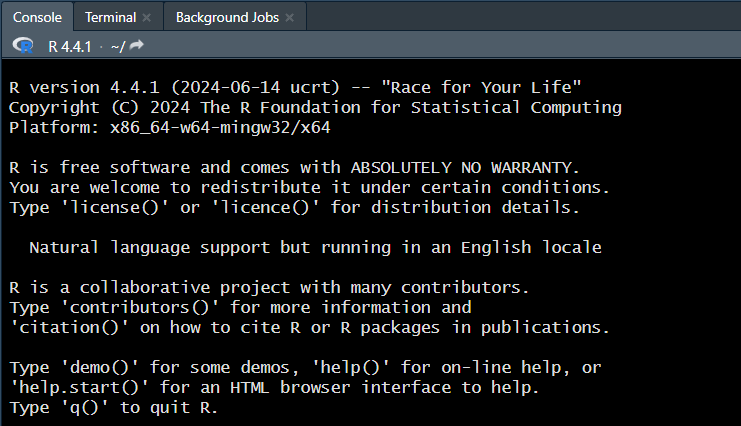 Console Terminal Background Jobs
R 4.4.1 · ~/
R version 4.4.1 (2024-06-14 ucrt) -- "Race for Your Life"
Copyright (C) 2024 The R Foundation for Statistical Computing
Platform: x86_64-w64-mingw32/x64
R is free software and comes with ABSOLUTELY NO WARRANTY.
You are welcome to redistribute it under certain conditions.
Type 'license()' or 'licence()' for distribution details.
Natural language support but running in an English locale
R is a collaborative project with many contributors.
Type 'contributors()' for more information and
'citation()' on how to cite R or R packages in publications.
Type 'demo()' for some demos, 'help()' for on-line help, or
'help.start()' for an HTML browser interface to help.
Type 'q()' to quit R.